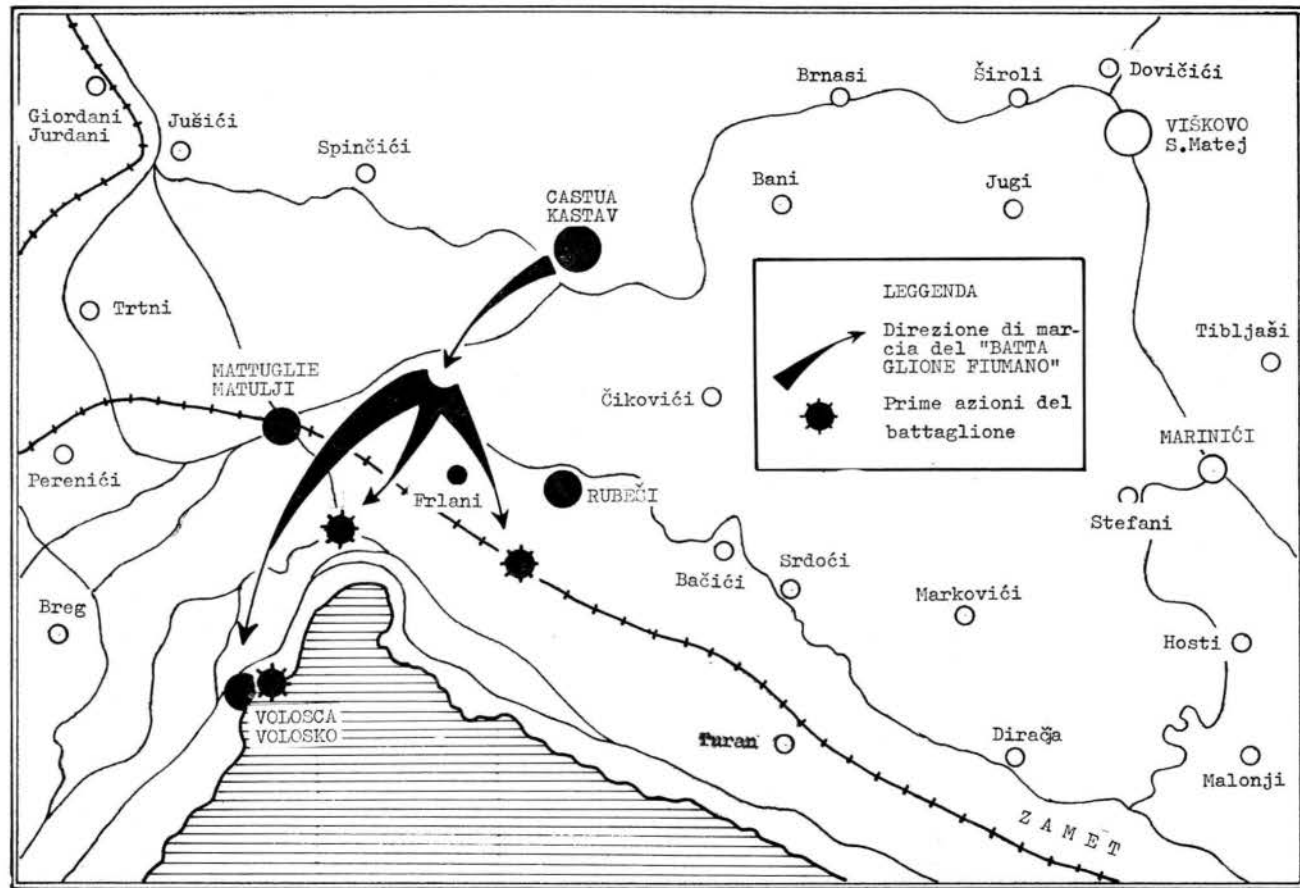 Giordani
Jurdani
Jušići
Spinčići
Brnasi
Široli
Dovičići
VIŠKOVO
S.Matej
CASTUA
KASTAV
Bani
Jugi
Trtni
MATTUGLIE
MATULJI
LEGGENDA
Direzione di mar-
cia del "BATTA
GLIONE FIUMANO"
Prime azioni del
battaglione
Tibljaši
Čikovići
MARINIĆI
Perenići
Frlani
RUBEŠI
Stefani
Bačići
Srdoći
Markovići
Breg
Hosti
VOLOSCA
VOLOSKO
Turan
Dirača
Malonji
ZAMET